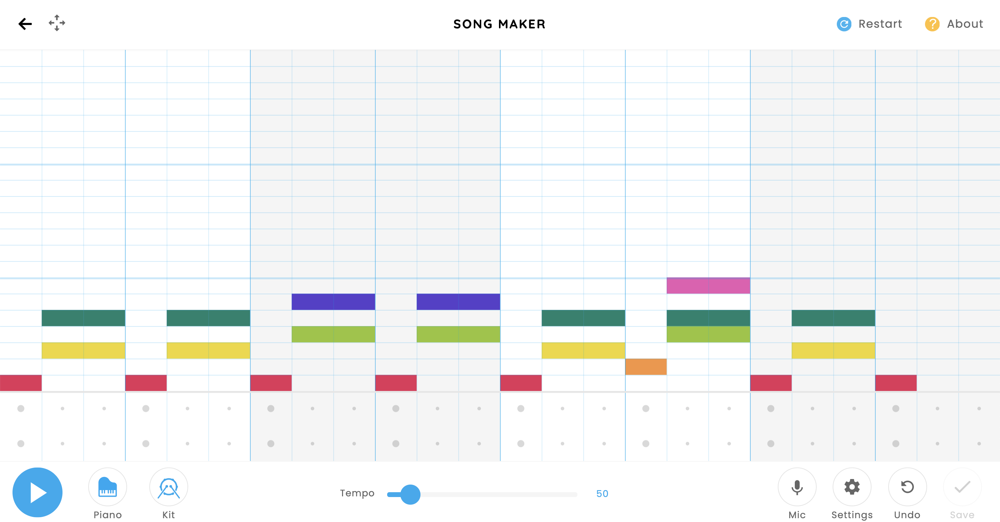 SONG MAKER
Restart
? About
Tempo
50
Piano
Kit
Mic
Settings
Undo
Save